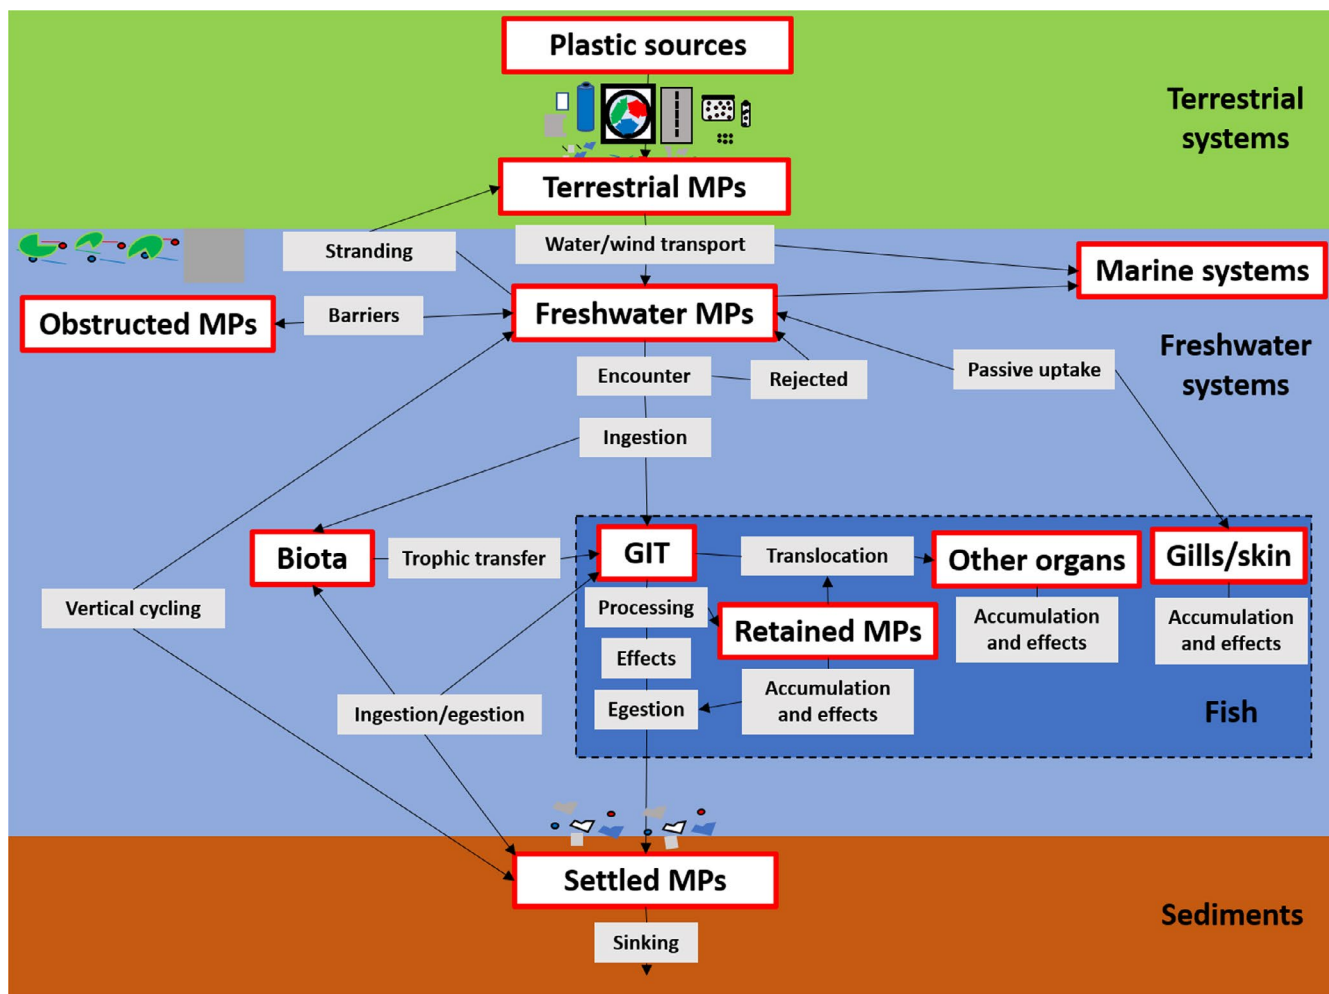 Plastic sources
Terrestrial
systems
Terrestrial MPs
Stranding
Water/wind transport
Marine systems
Obstructed MPs
Barriers
Freshwater MPs
Freshwater
systems
Encounter
Rejected
Passive uptake
Ingestion
Biota
Trophic transfer
GIT
Translocation
Other organs
Gills/skin
Vertical cycling
Processing
Retained MPs
Accumulation
and effects
Accumulation
and effects
Effects
Ingestion/egestion
Egestion
Accumulation
and effects
Fish
Settled MPs
Sediments
Sinking